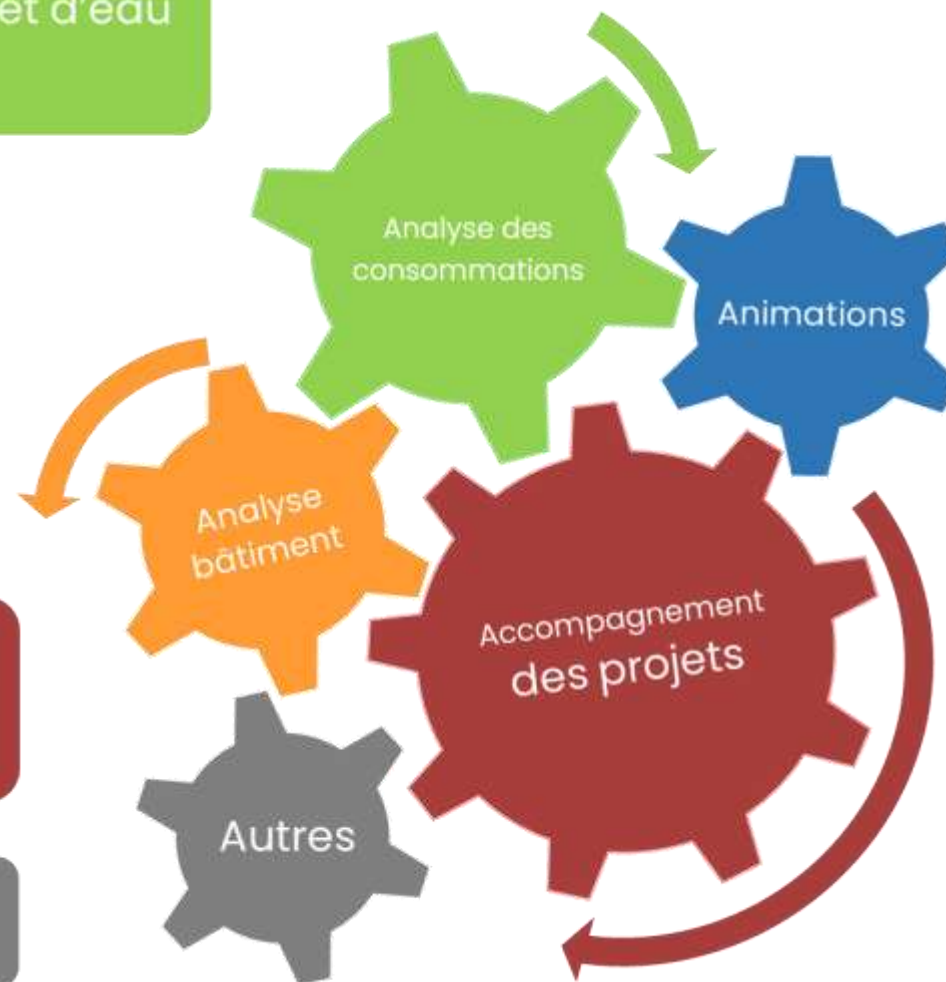 et d'eau
Analyse des
consommations
Animations
Analyse
bâtiment
Accompagnement
des projets
Autres